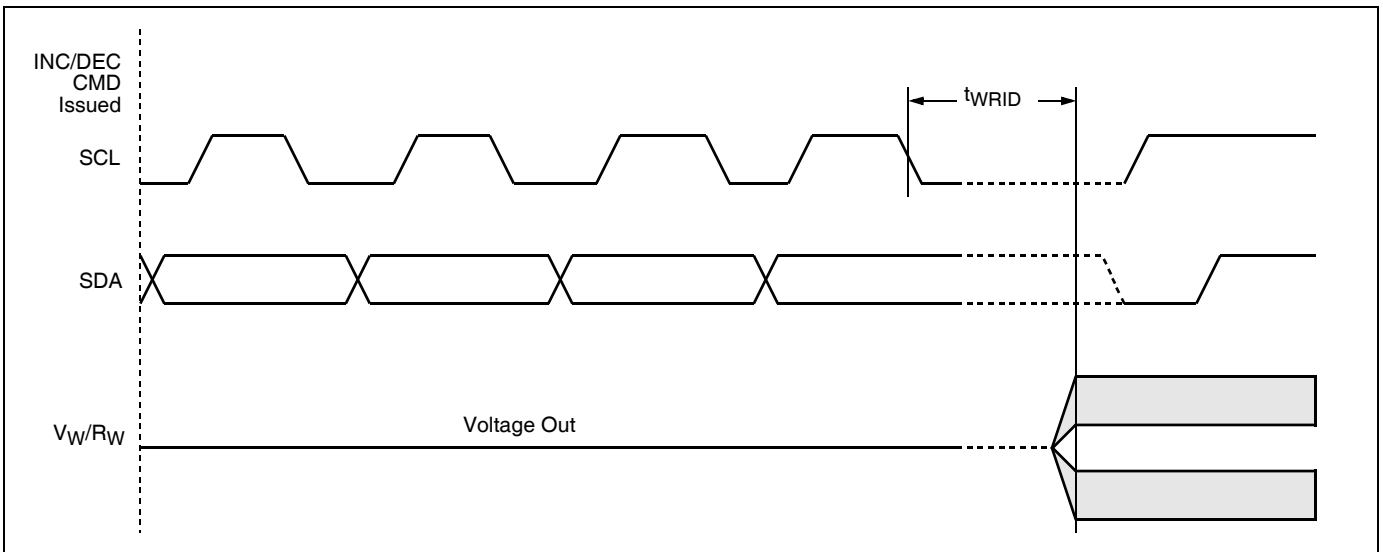 INC/DEC
CMD
Issued
tWRID
SCL
SDA
Voltage Out
VW/RW